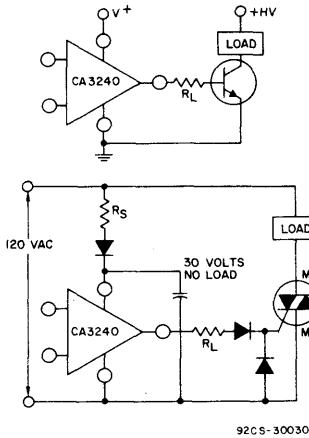 V+
+HV
LOAD
CA3240
RL
RS
120 VAC
LOAD
30 VOLTS
NO LOAD
M
CA3240
RL
M
92CS-30030